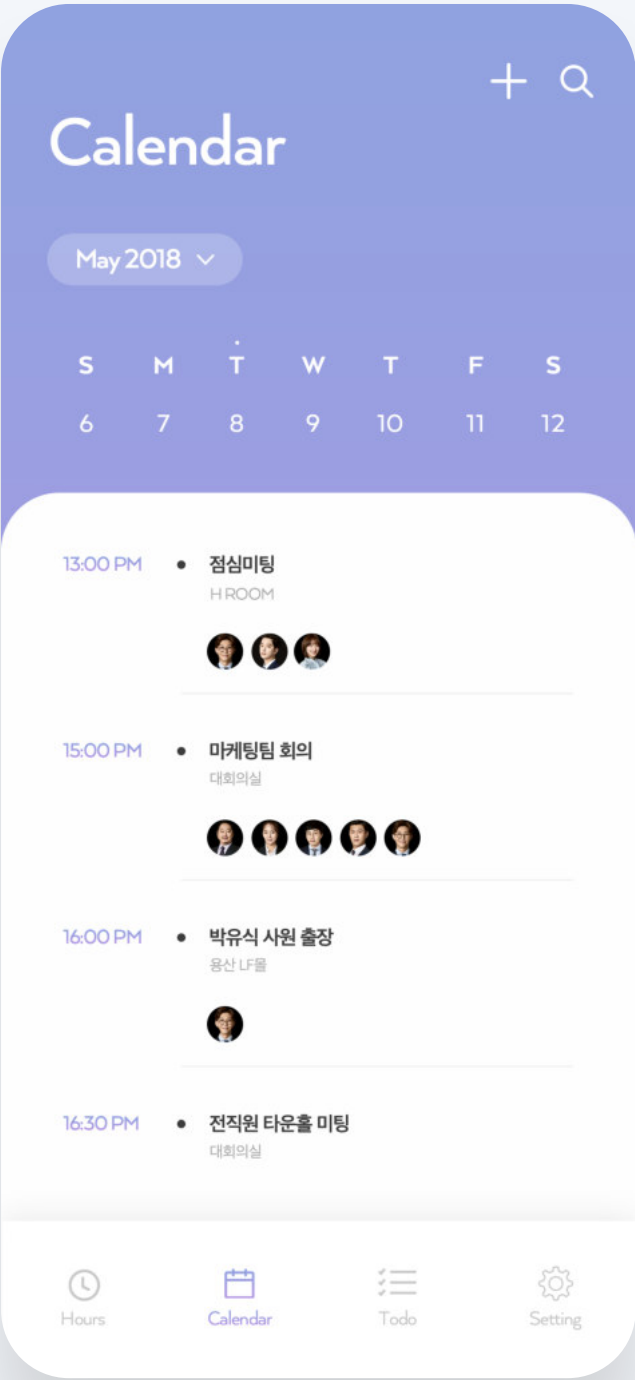 Calendar
May 2018
S M T W T F S
6 7 8 9 10 11 12
13:00 PM 점심미팅
H ROOM
15:00 PM 마케팅팀 회의
대회의실
16:00 PM 박유식 사원 출장
용산 LF몰
16:30 PM 전직원 타운홀 미팅
대회의실
Hours Calendar Todo Setting